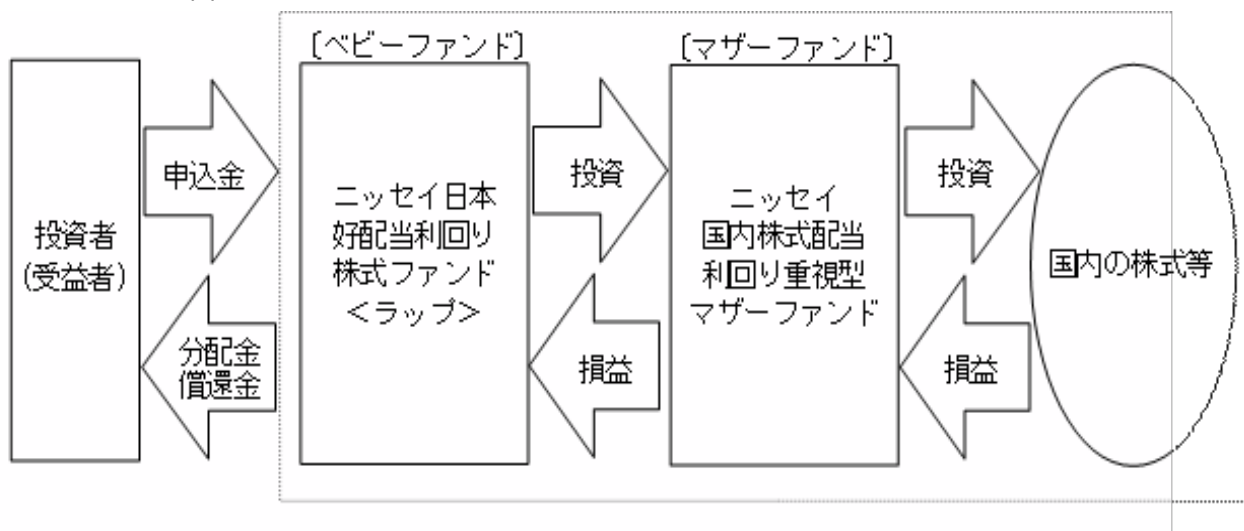 〔ベビーファンド〕
〔マザーファンド〕
投資者
(受益者)
申込金
分配金
償還金
ニッセイ日本
好配当利回り
株式ファンド
＜ラップ＞
投資
損益
ニッセイ
国内株式配当
利回り重視型
マザーファンド
投資
損益
国内の株式等